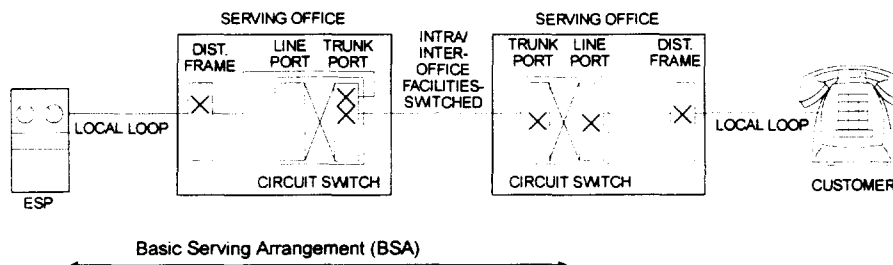 SERVING OFFICE
SERVING OFFICE
DIST.
FRAME
LINE
PORT
TRUNK
PORT
INTRA/
INTER-
OFFICE
FACILITIES-
SWITCHED
TRUNK
PORT
LINE
PORT
DIST.
FRAME
LOCAL LOOP
LOCAL LOOP
CIRCUIT SWITCH
CIRCUIT SWITCH
CUSTOMER
ESP
Basic Serving Arrangement (BSA)